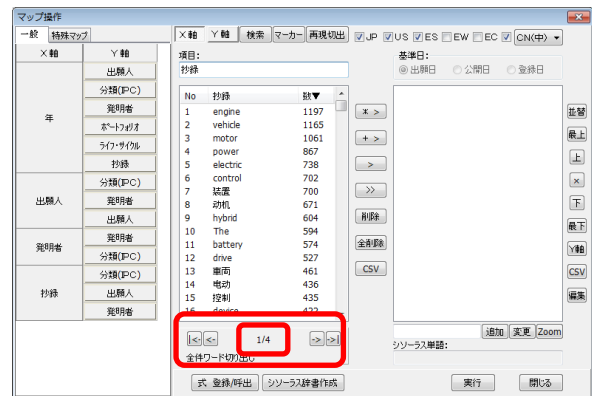 マップ操作
一般 特殊マップ
X 軸 Y 軸
年 出願人
分類(IPC)
発明者
ポートフォリオ
ライフ・サイクル
抄録
出願人 分類(IPC)
発明者
出願人
発明者 発明者
分類(IPC)
抄録 分類(IPC)
出願人
発明者
X 軸 Y 軸 検索 マーカー 再現切出 JP US ES EW EC CN(中)
項目:
抄録
基準日:
出願日 公開日 登録日
No 抄録 数▼
1 engine 1197
2 vehicle 1165
3 motor 1061
4 power 867
5 electric 738
6 control 702
7 装置 700
8 动机 671
9 hybrid 604
10 The 594
11 battery 574
12 drive 527
13 車両 461
14 电动 436
15 控制 435
16 device 422
* >
+ >
>
>>
削除
全削除
CSV
並替
最上
上
×
下
最下
Y軸
CSV
編集
|<- <- 1/4 -> ->|
全件ワード切り出し
追加 変更 Zoom
シソーラス単語:
式 登録/呼出 シソーラス辞書作成 実行 閉じる